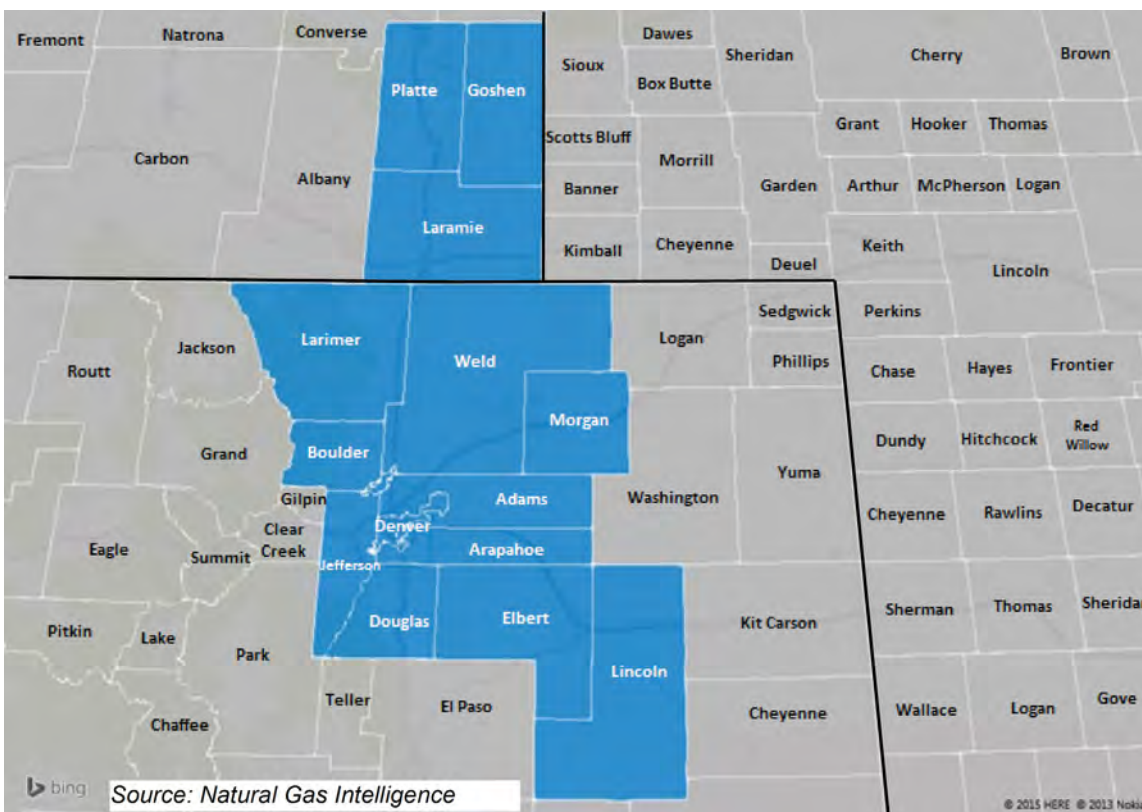 Fremont
Natrona
Converse
Dawes
Sioux
Sheridan
Cherry
Brown
Box Butte
Platte
Goshen
Grant
Hooker
Thomas
Scotts Bluff
Carbon
Morrill
Albany
Banner
Garden
Arthur
McPherson
Logan
Laramie
Kimball
Cheyenne
Keith
Deuel
Lincoln
Sedgwick
Perkins
Larimer
Logan
Jackson
Weld
Routt
Phillips
Chase
Hayes
Frontier
Morgan
Red
Willow
Boulder
Grand
Dundy
Hitchcock
Yuma
Gilpin
Adams
Washington
Denver
Cheyenne
Rawlins
Decatur
Clear
Creek
Eagle
Summit
Arapahoe
Jefferson
Sherman
Thomas
Sheridan
Douglas
Elbert
Kit Carson
Pitkin
Lake
Park
Lincoln
Teller
El Paso
Cheyenne
Wallace
Logan
Gove
Chaffee
bing
Source: Natural Gas Intelligence
© 2015 HERE © 2013 Nokia